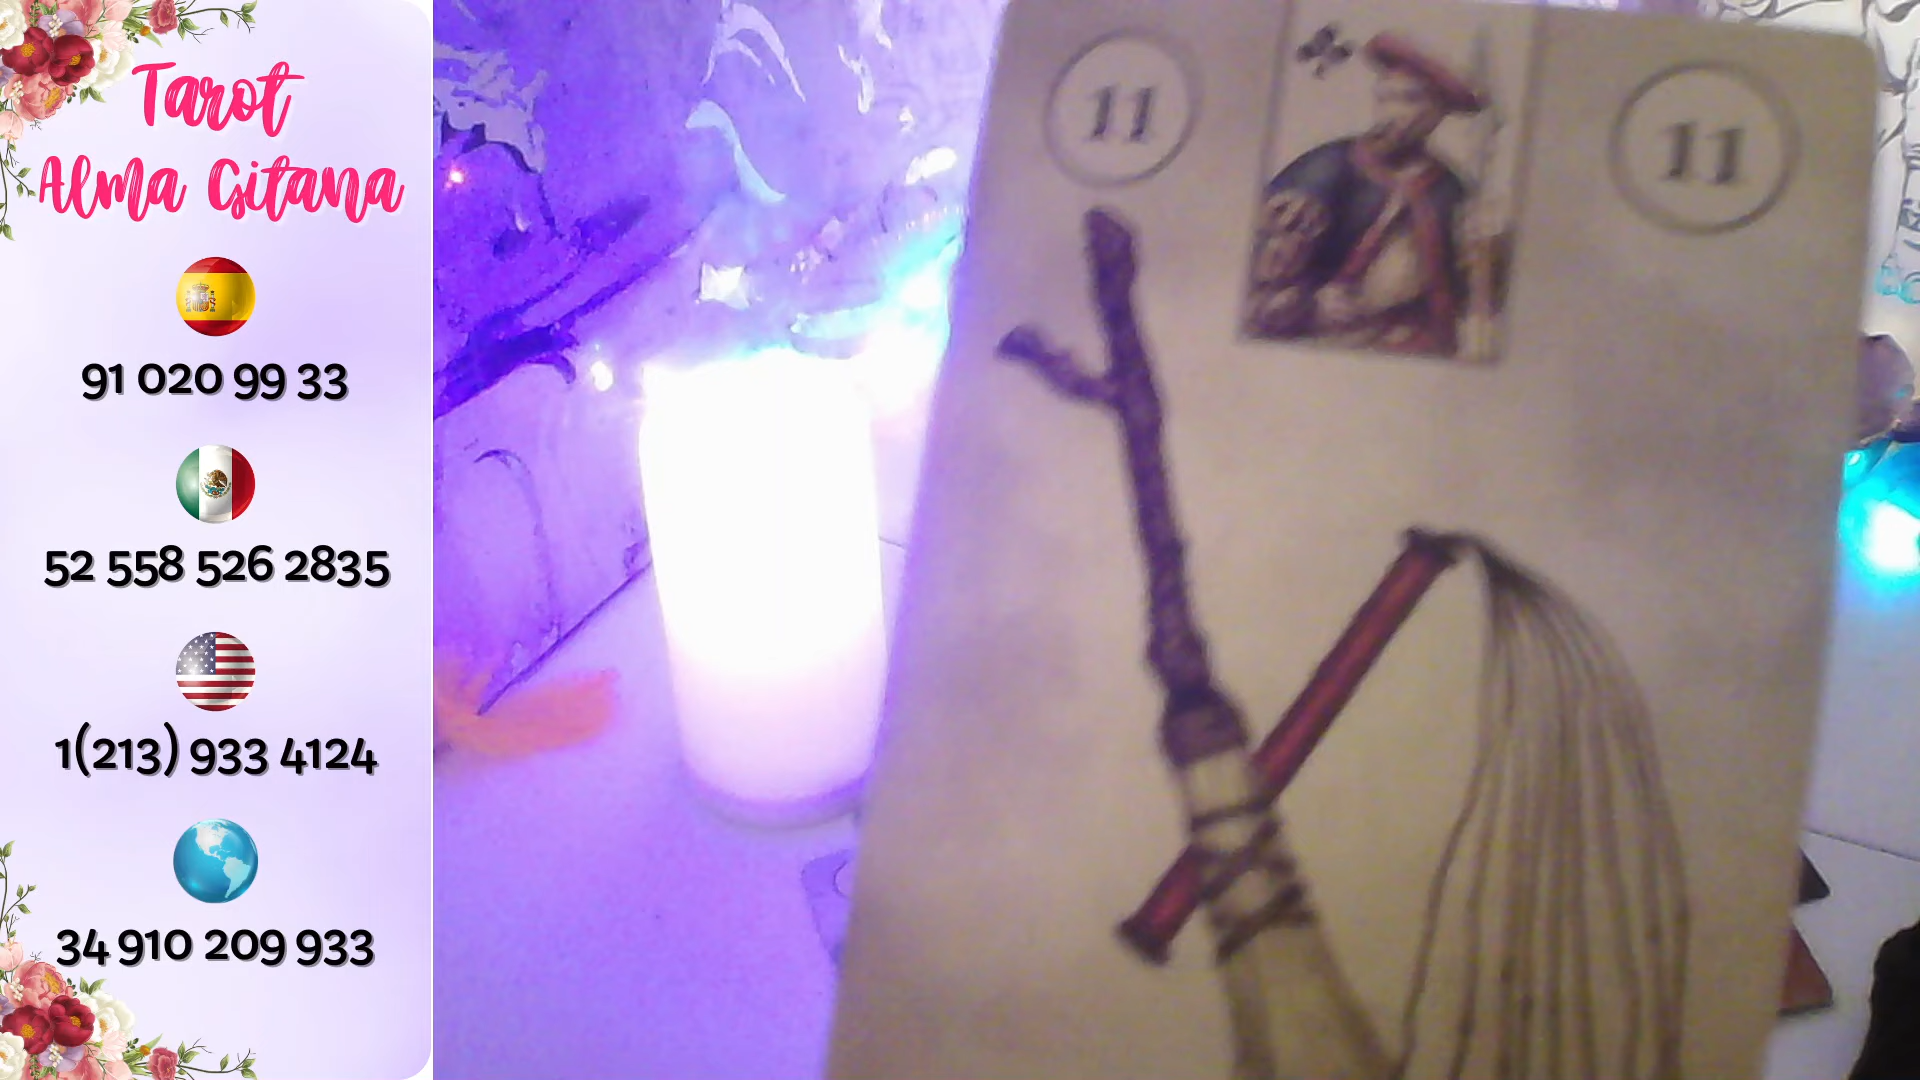 Tarot
Alma Gitana
91 020 99 33
52 558 526 2835
1(213) 933 4124
34 910 209 933
11
11